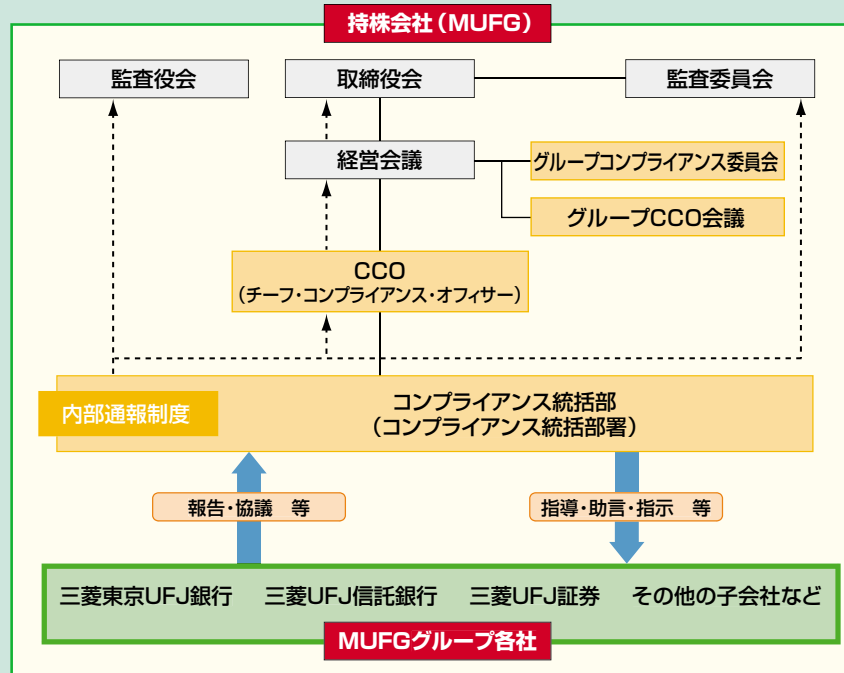 持株会社（MUFG）
監査役会
取締役会
監査委員会
経営会議
グループコンプライアンス委員会
グループCCO会議
CCO
（チーフ・コンプライアンス・オフィサー）
内部通報制度
コンプライアンス統括部
（コンプライアンス統括部署）
報告・協議　等
指導・助言・指示　等
三菱東京UFJ銀行　三菱UFJ信託銀行　三菱UFJ証券　その他の子会社など
MUFGグループ各社